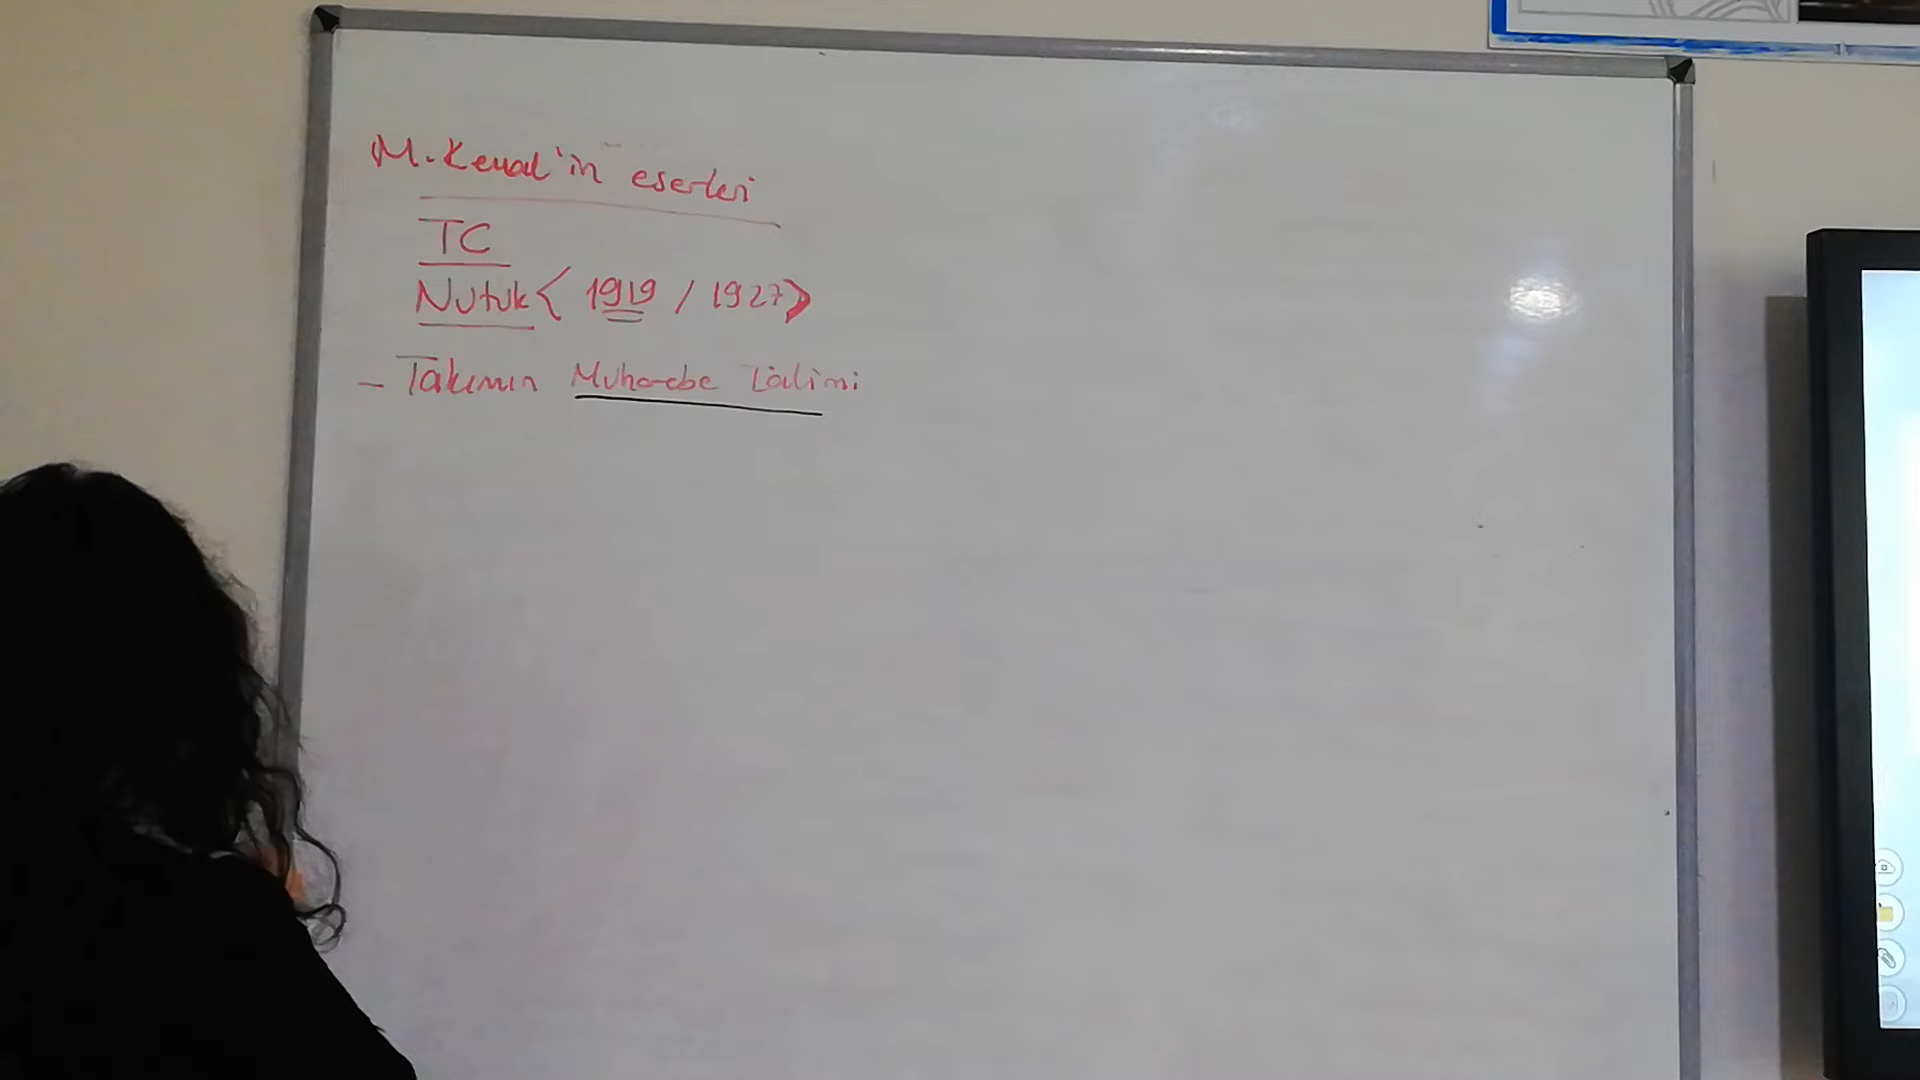 M. Kemal'in eserleri
TC
Nutuk < 1919 / 1927 >
- Takımın Muharebe Talimi